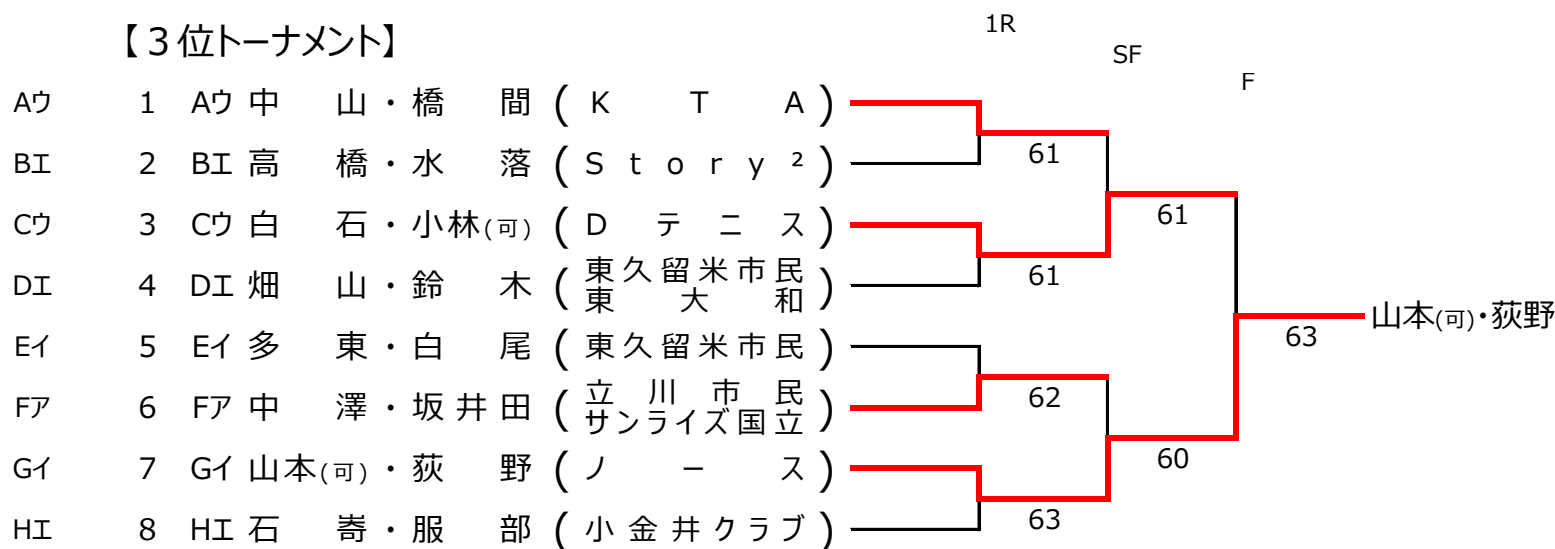 【３位トーナメント】
1R
SF
F
Aウ 1 Aウ 中山・橋間 (KTA)
Bエ 2 Bエ 高橋・水落 (Story²)
61
Cウ 3 Cウ 白石・小林(可) (Dテニス)
61
Dエ 4 Dエ 畑山・鈴木 (東久留米市民 東大和)
61
山本(可)・荻野
63
Eイ 5 Eイ 多東・白尾 (東久留米市民)
Fア 6 Fア 中澤・坂井田 (立川市民 サンライズ国立)
62
Gイ 7 Gイ 山本(可)・荻野 (ノース)
60
Hエ 8 Hエ 石嵜・服部 (小金井クラブ)
63